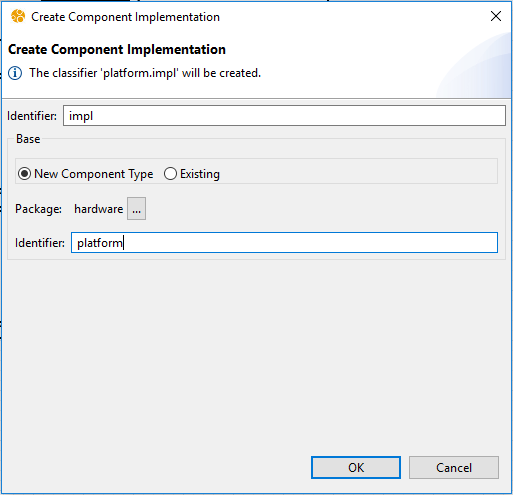 Create Component Implementation
Create Component Implementation
The classifier 'platform.impl' will be created.
Identifier: impl
Base
New Component Type Existing
Package: hardware ...
Identifier: platform
OK Cancel